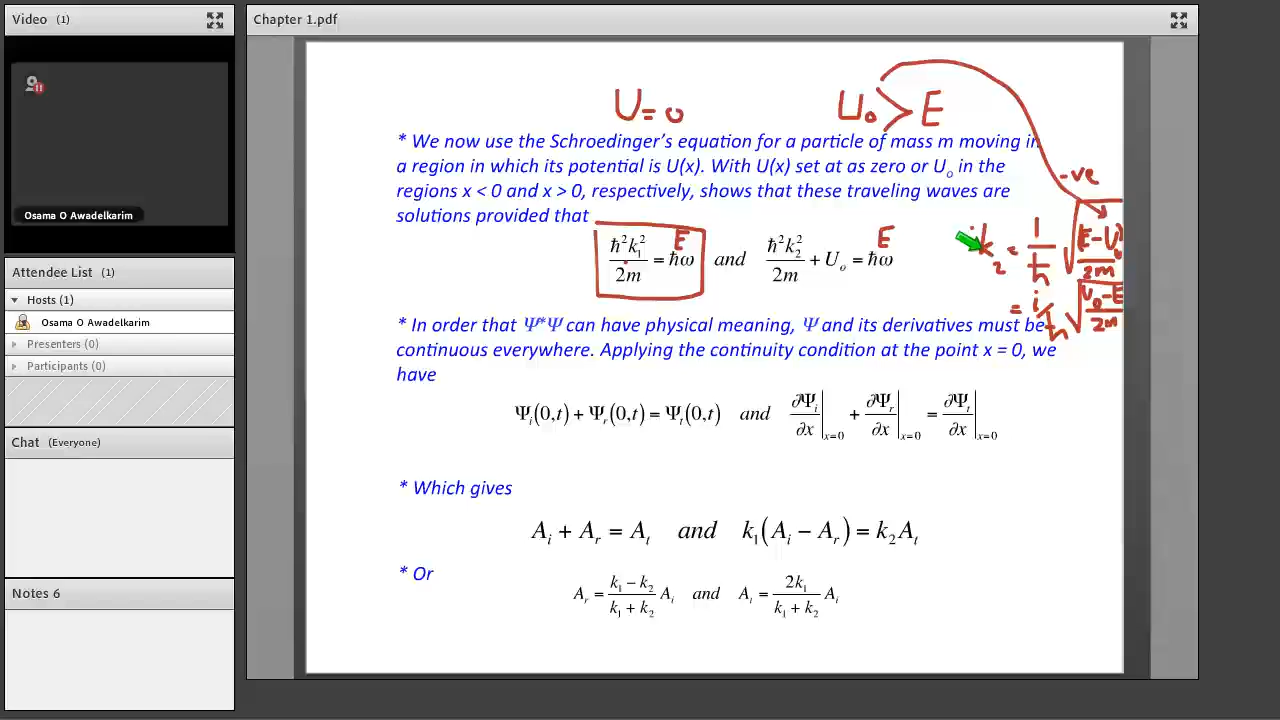 Video (1)
Osama O Awadelkarim
Attendee List (1)
Hosts (1)
Osama O Awadelkarim
Presenters (0)
Participants (0)
Chat (Everyone)
Notes 6
Chapter 1.pdf
U = 0
U₀ > E
* We now use the Schroedinger's equation for a particle of mass m moving in
a region in which its potential is U(x). With U(x) set at as zero or Uₒ in the
regions x < 0 and x > 0, respectively, shows that these traveling waves are
solutions provided that
-ve
E
E
ħ²k₁²/2m = ħω and ħ²k₂²/2m + Uₒ = ħω
k₂ = 1/ħ √(E-U₀)/2m
= i/ħ √(U₀-E)/2m
* In order that Ψ*Ψ can have physical meaning, Ψ and its derivatives must be
continuous everywhere. Applying the continuity condition at the point x = 0, we
have
Ψᵢ(0,t) + Ψᵣ(0,t) = Ψₜ(0,t) and ∂Ψᵢ/∂x|ₓ₌₀ + ∂Ψᵣ/∂x|ₓ₌₀ = ∂Ψₜ/∂x|ₓ₌₀
* Which gives
Aᵢ + Aᵣ = Aₜ and k₁(Aᵢ − Aᵣ) = k₂Aₜ
* Or
Aᵣ = (k₁ − k₂)/(k₁ + k₂) Aᵢ and Aₜ = 2k₁/(k₁ + k₂) Aᵢ